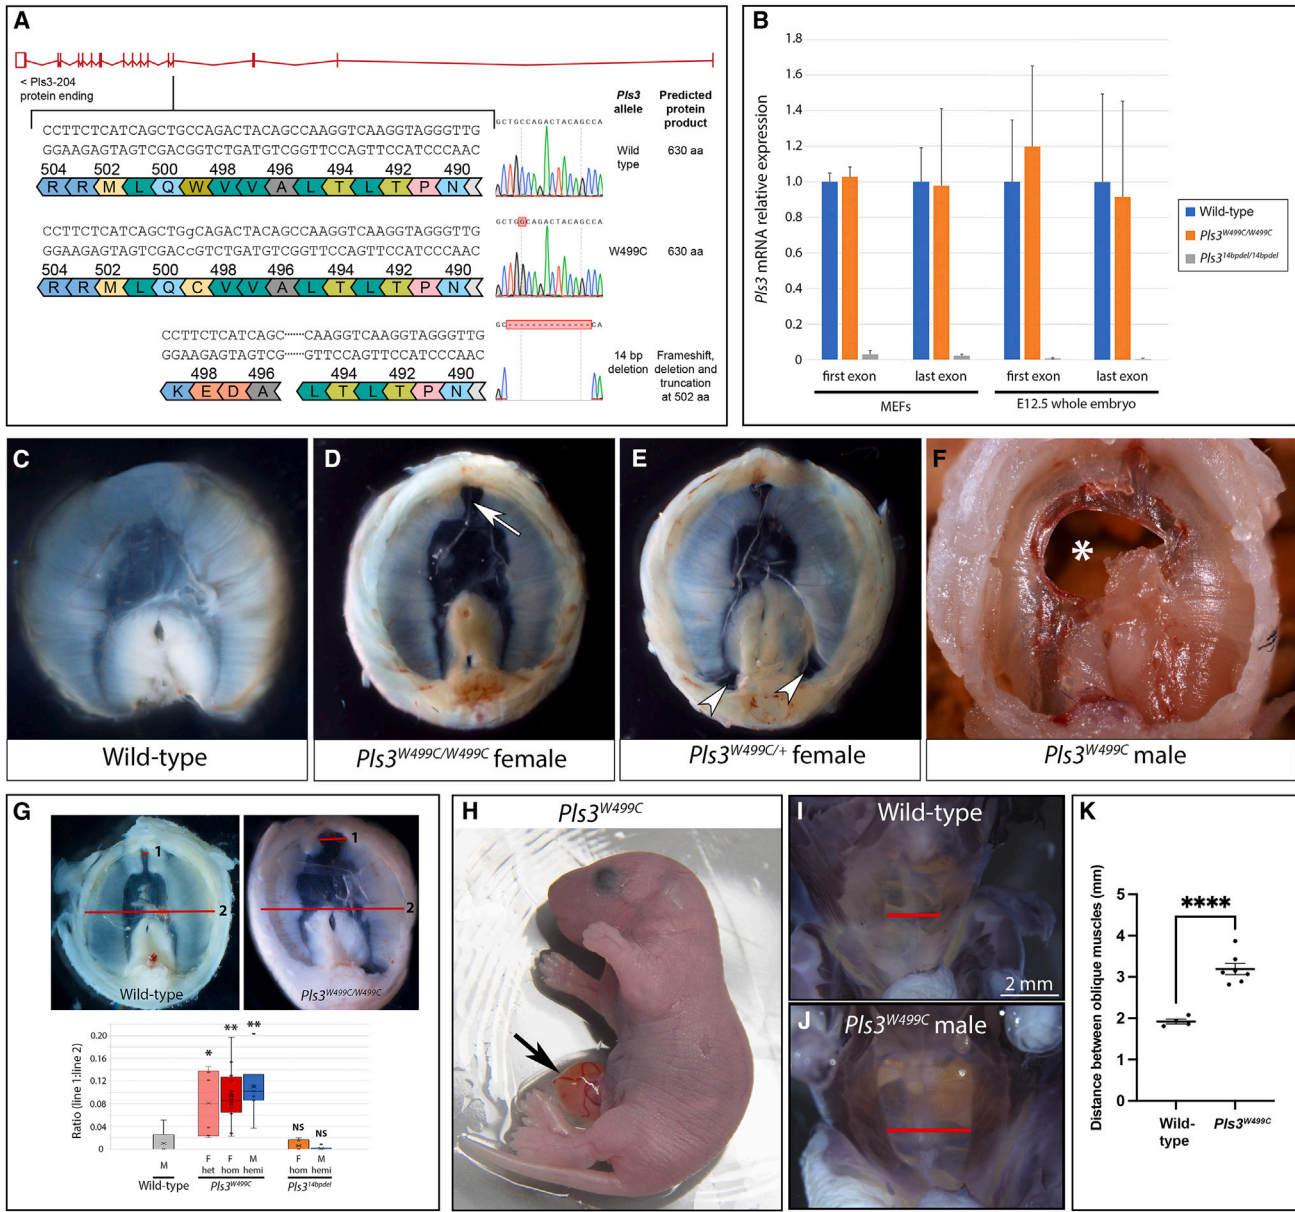 A
< Pls3-204
protein ending
Pls3
allele
Predicted
protein
product
CCTTCTCATCAGCTGCCAGACTACAGCCAAGGTCAAGGTAGGGTTG
GGAAGAGTAGTCGACGGTCTGATGTCGGTTCCAGTTCCATCCCAAC
504 502 500 498 496 494 492 490
R R M L Q W V V A L T L T P N
GCTGCCAGACTACAGCCA
Wild
type
630 aa
CCTTCTCATCAGCTGgCAGACTACAGCCAAGGTCAAGGTAGGGTTG
GGAAGAGTAGTCGACcGTCTGATGTCGGTTCCAGTTCCATCCCAAC
504 502 500 498 496 494 492 490
R R M L Q C V V A L T L T P N
GCTGGCAGACTACAGCCA
W499C
630 aa
CCTTCTCATCAGC······CAAGGTCAAGGTAGGGTTG
GGAAGAGTAGTCG······GTTCCAGTTCCATCCCAAC
498 496 494 492 490
K E D A L T L T P N
GC--------------CA
14 bp
deletion
Frameshift,
deletion and
truncation
at 502 aa
B
Pls3 mRNA relative expression
1.8
1.6
1.4
1.2
1.0
0.8
0.6
0.4
0.2
0
first exon
last exon
first exon
last exon
MEFs
E12.5 whole embryo
Wild-type
Pls3W499C/W499C
Pls314bpdel/14bpdel
C
Wild-type
D
Pls3W499C/W499C female
E
Pls3W499C/+ female
F
*
Pls3W499C male
G
1
2
Wild-type
1
2
Pls3W499C/W499C
Ratio (line 1:line 2)
0.20
0.16
0.12
0.08
0.04
0
* ** ** NS NS
M
F
het
F
hom
M
hemi
F
hom
M
hemi
Wild-type
Pls3W499C
Pls314bpdel
H
Pls3W499C
I
Wild-type
2 mm
J
Pls3W499C male
K
Distance between oblique muscles (mm)
5
4
3
2
1
0
****
Wild-
type
Pls3W499C